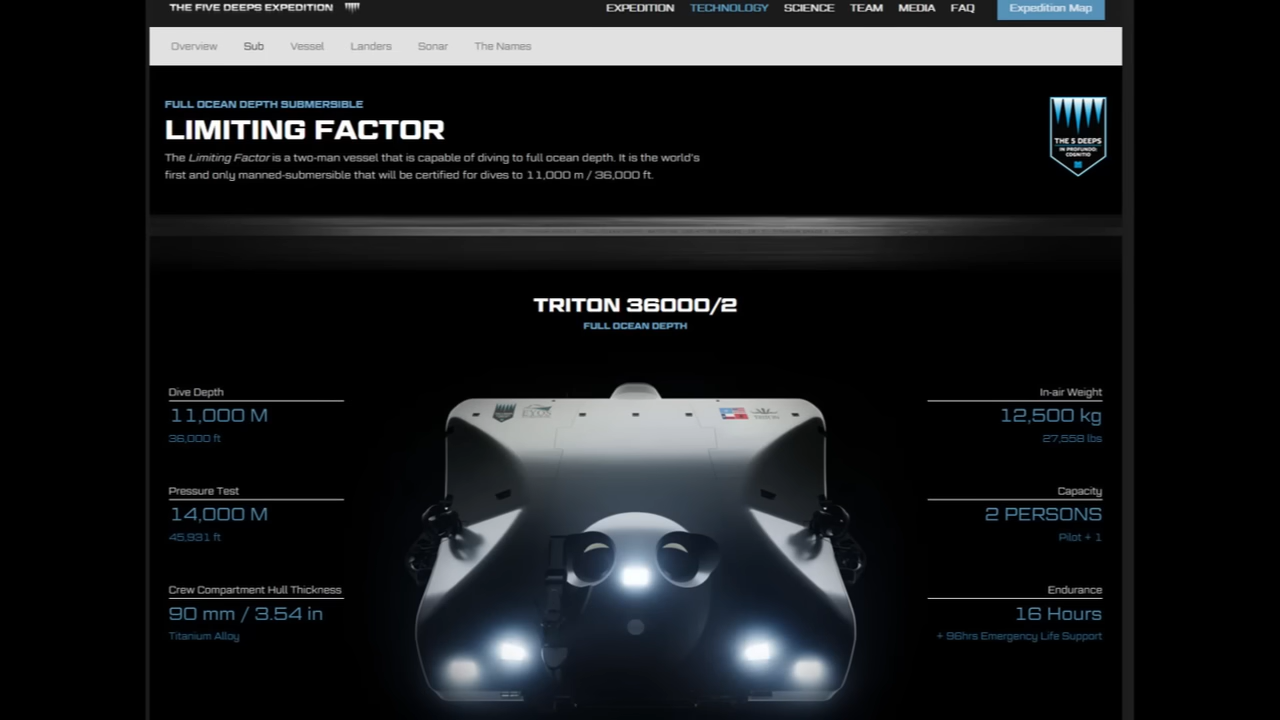 THE FIVE DEEPS EXPEDITION
EXPEDITION TECHNOLOGY SCIENCE TEAM MEDIA FAQ Expedition Map
Overview Sub Vessel Landers Sonar The Names
FULL OCEAN DEPTH SUBMERSIBLE
LIMITING FACTOR
The Limiting Factor is a two-man vessel that is capable of diving to full ocean depth. It is the world's
first and only manned-submersible that will be certified for dives to 11,000 m / 36,000 ft.
THE 5 DEEPS
IN PROFUNDO:
COGNITIO
TRITON 36000/2
FULL OCEAN DEPTH
Dive Depth
11,000 M
36,000 ft
Pressure Test
14,000 M
45,931 ft
Crew Compartment Hull Thickness
90 mm / 3.54 in
Titanium Alloy
In-air Weight
12,500 kg
27,558 lbs
Capacity
2 PERSONS
Pilot + 1
Endurance
16 Hours
+ 96hrs Emergency Life Support
TRITON